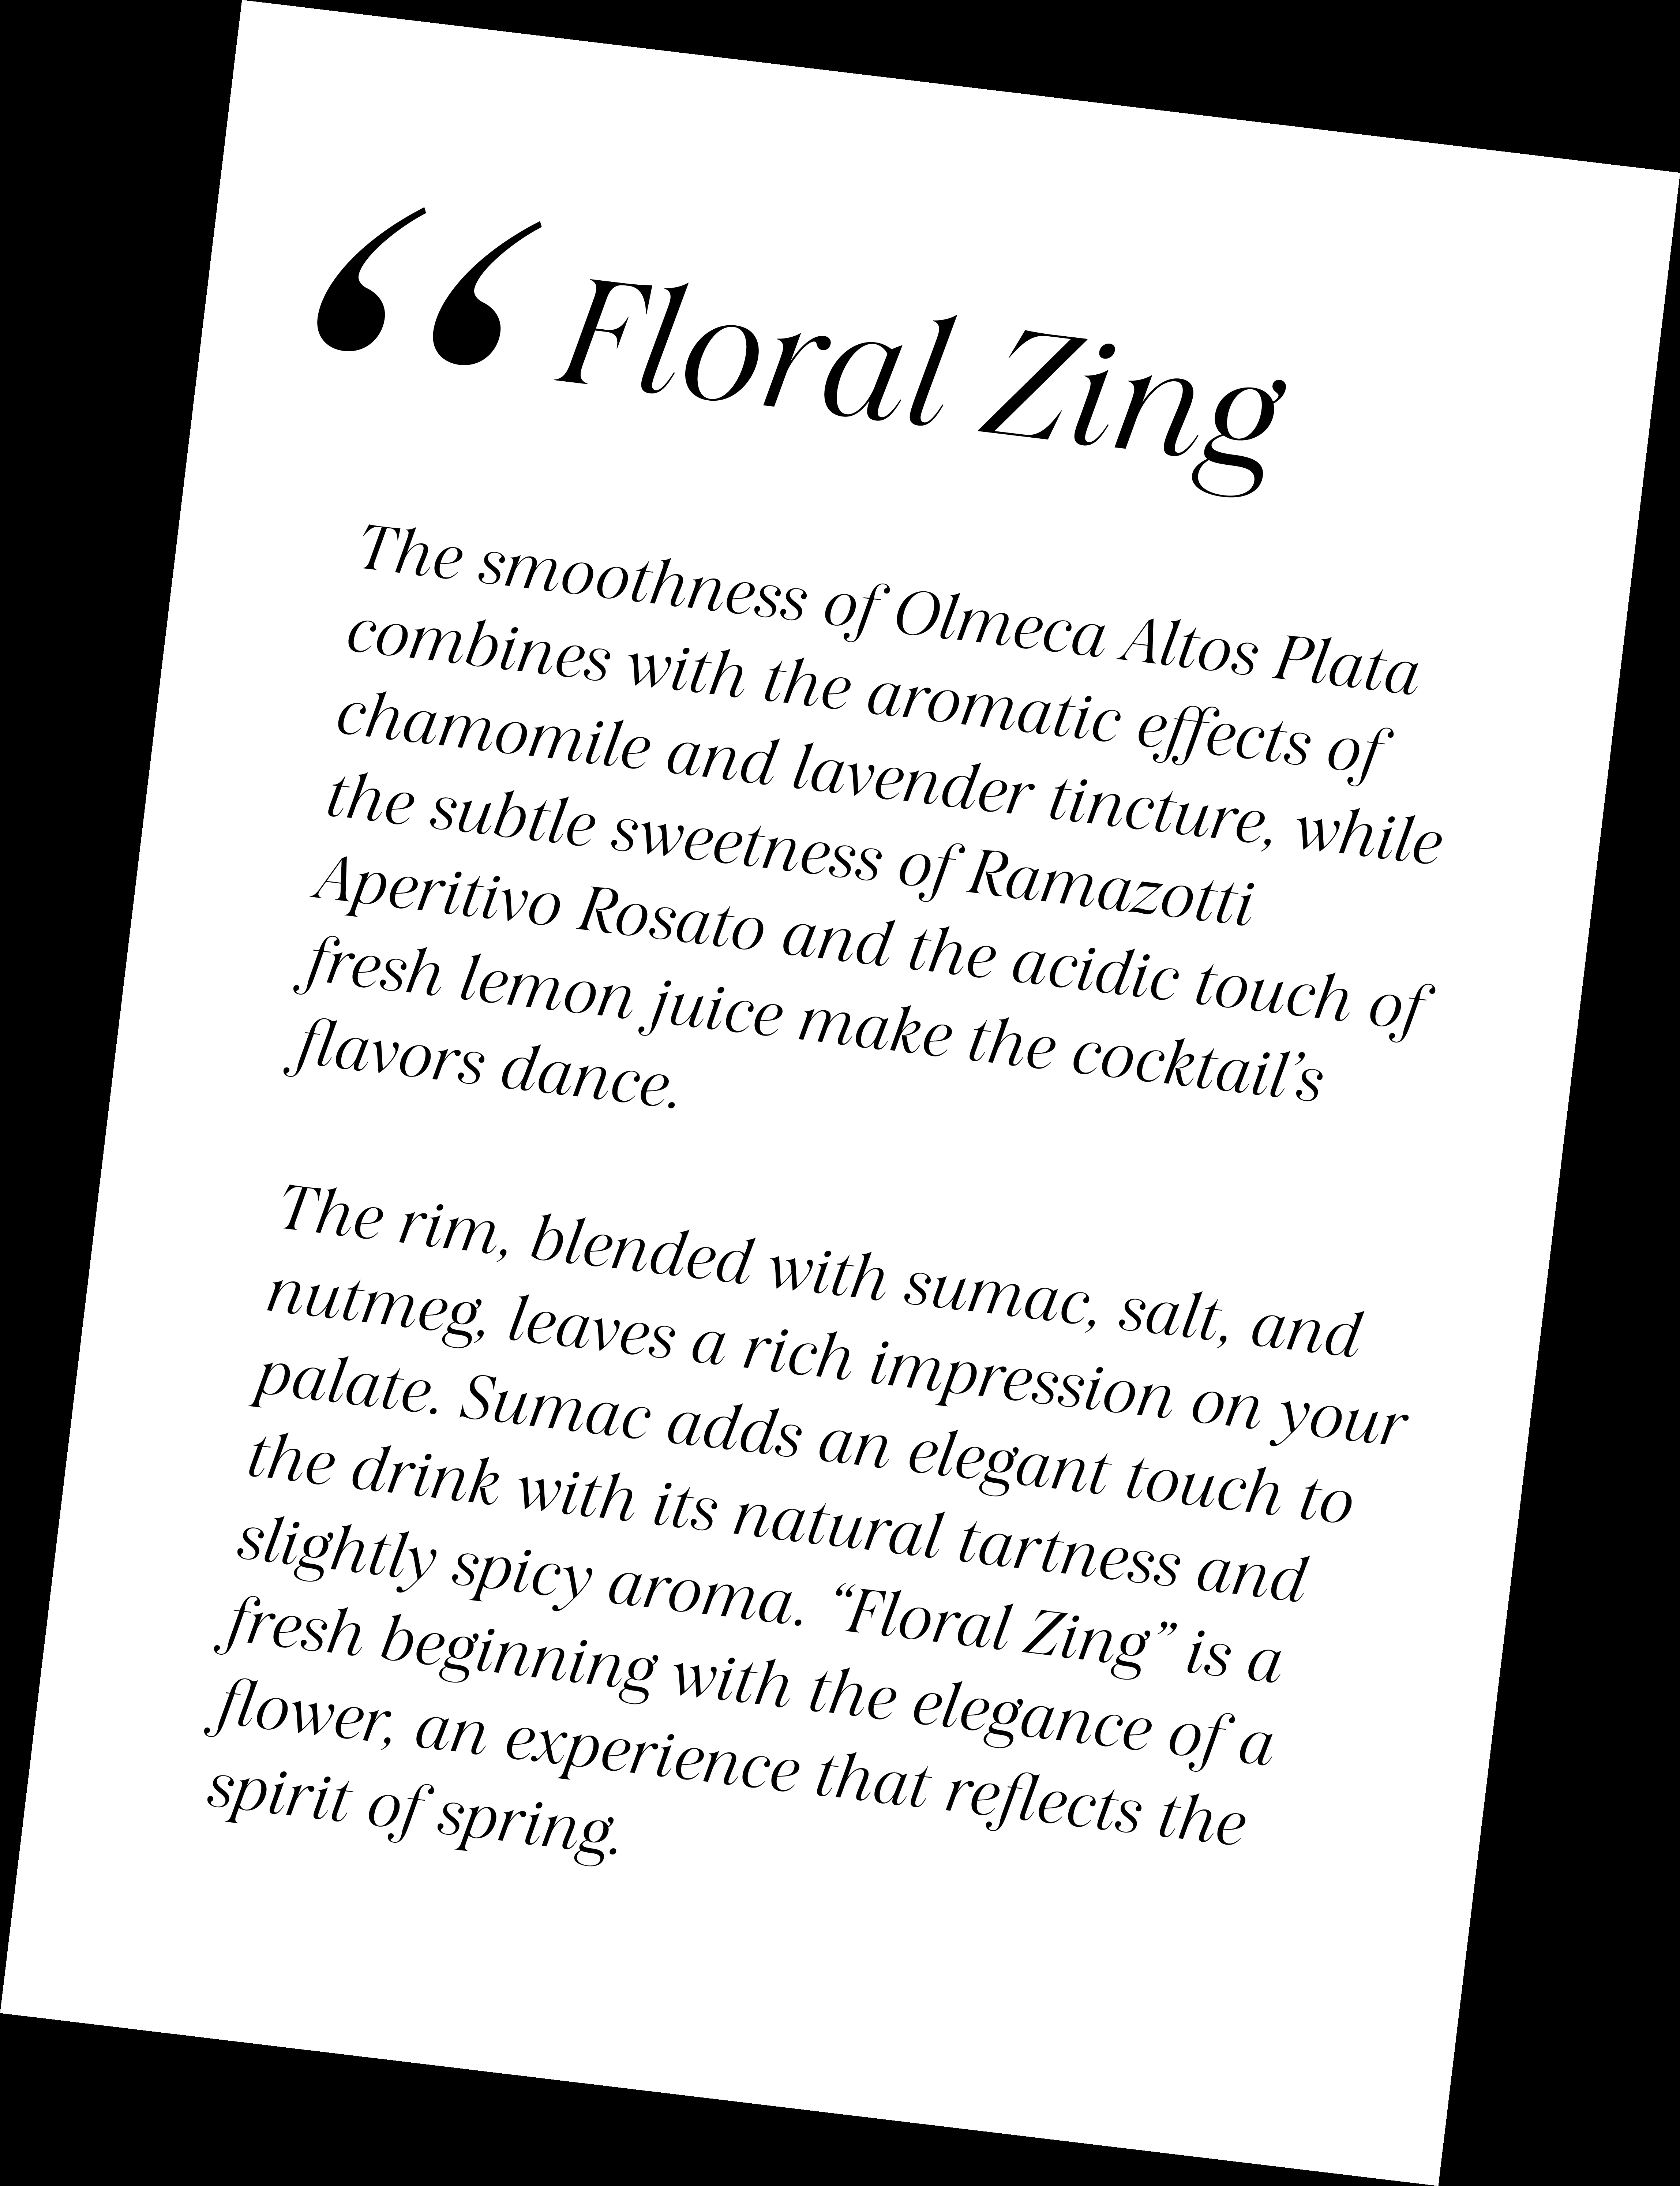 “ Floral Zing
The smoothness of Olmeca Altos Plata
combines with the aromatic effects of
chamomile and lavender tincture, while
the subtle sweetness of Ramazotti
Aperitivo Rosato and the acidic touch of
fresh lemon juice make the cocktail’s
flavors dance.
The rim, blended with sumac, salt, and
nutmeg, leaves a rich impression on your
palate. Sumac adds an elegant touch to
the drink with its natural tartness and
slightly spicy aroma. “Floral Zing” is a
fresh beginning with the elegance of a
flower, an experience that reflects the
spirit of spring.